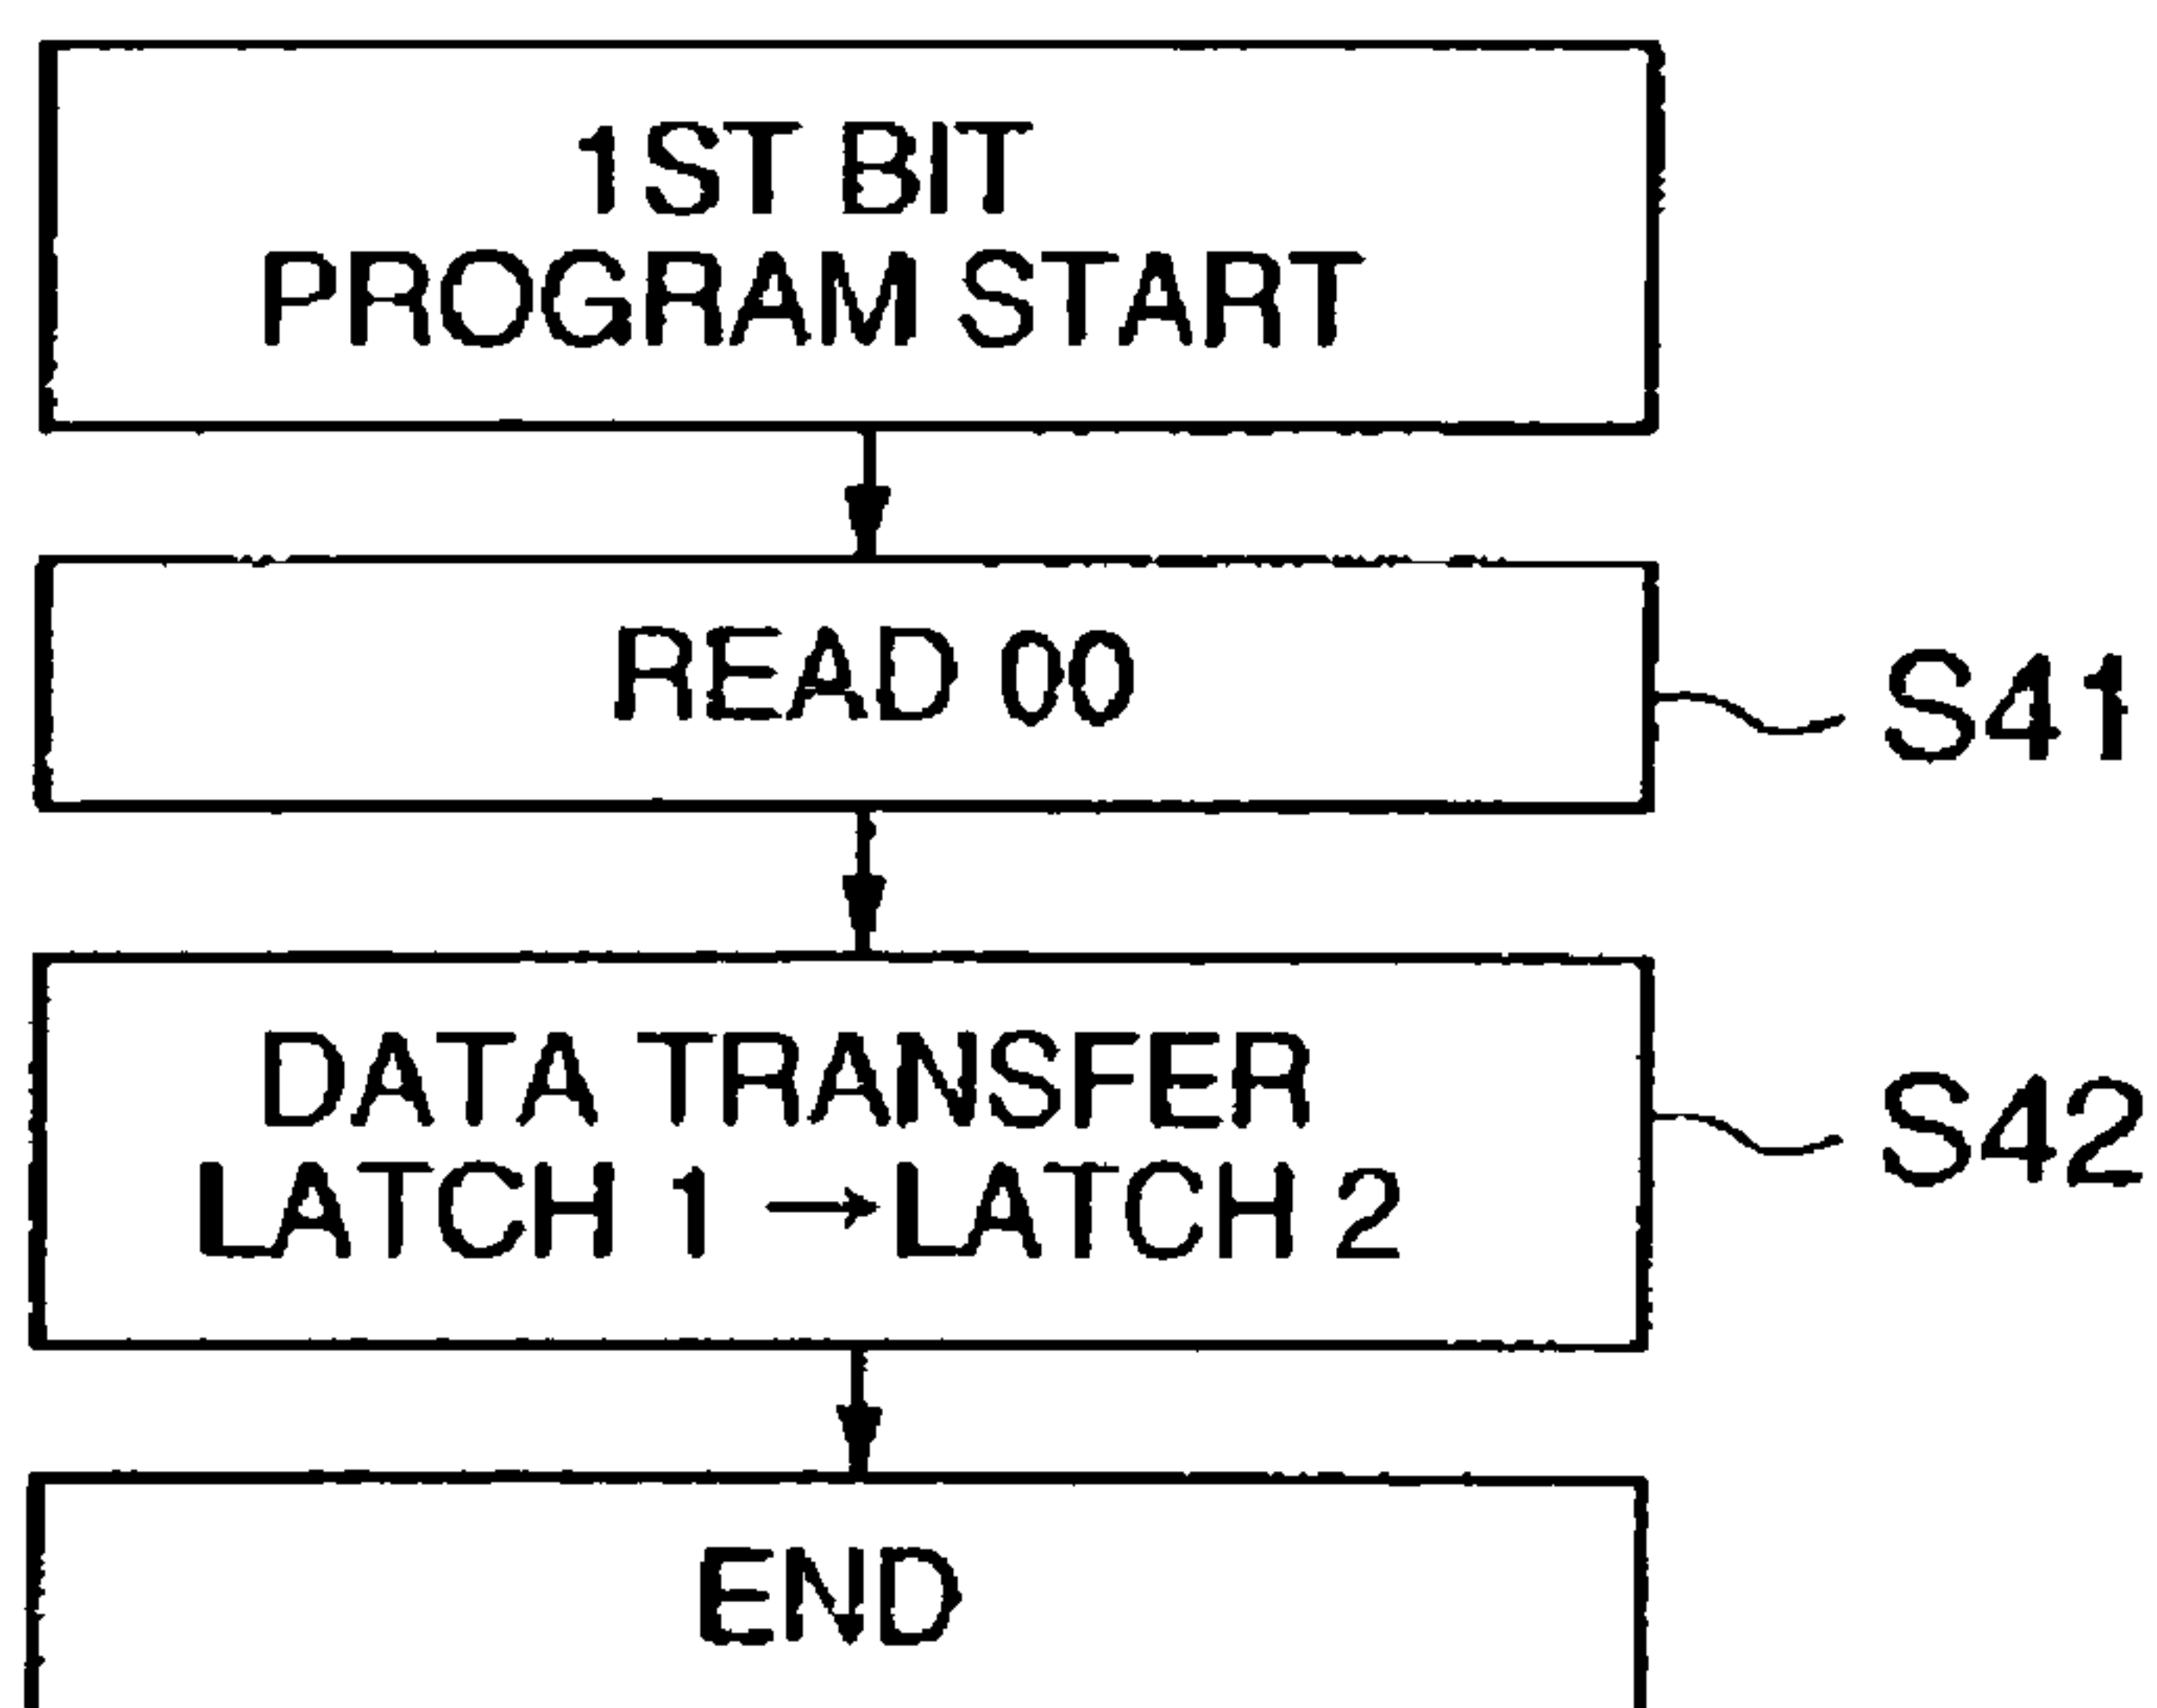 1ST BIT
PROGRAM START
READ 00
S41
DATA TRANSFER
LATCH 1 → LATCH 2
S42
END